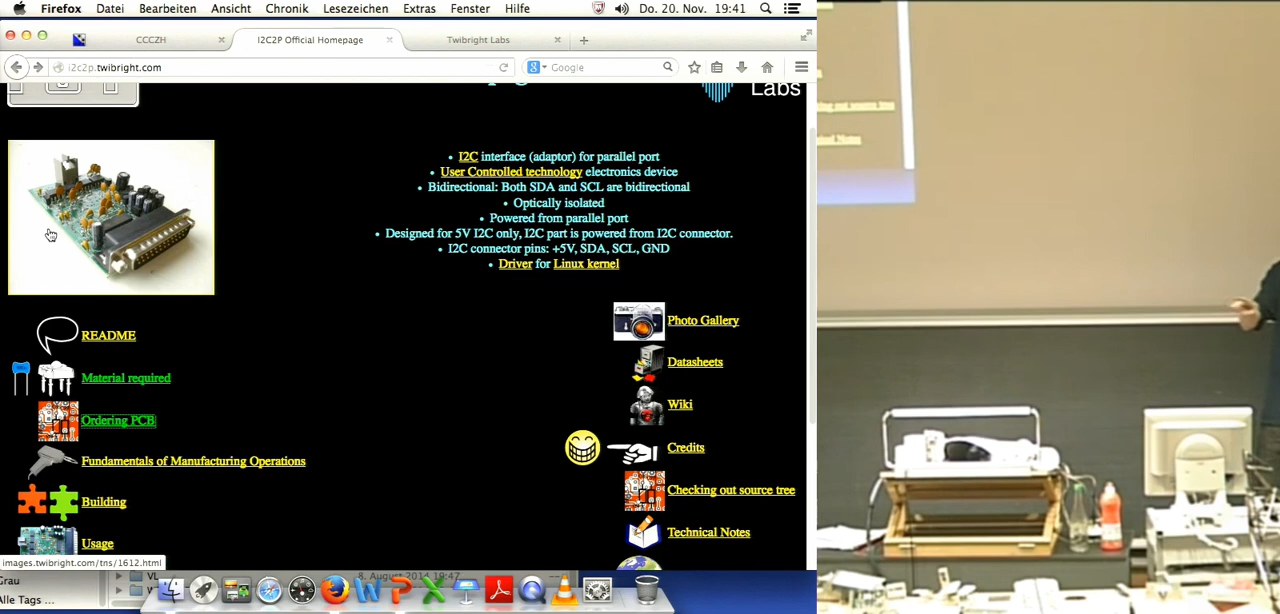 Firefox Datei Bearbeiten Ansicht Chronik Lesezeichen Extras Fenster Hilfe Do. 20. Nov. 19:41
CCCZH I2C2P Official Homepage Twibright Labs
i2c2p.twibright.com Google
Labs
I2C interface (adaptor) for parallel port
User Controlled technology electronics device
Bidirectional: Both SDA and SCL are bidirectional
Optically isolated
Powered from parallel port
Designed for 5V I2C only, I2C part is powered from I2C connector.
I2C connector pins: +5V, SDA, SCL, GND
Driver for Linux kernel
README
Material required
Ordering PCB
Fundamentals of Manufacturing Operations
Building
Usage
Photo Gallery
Datasheets
Wiki
Credits
Checking out source tree
Technical Notes
images.twibright.com/tns/1612.html
Grau
Alle Tags ...
8. August 2014 19:47